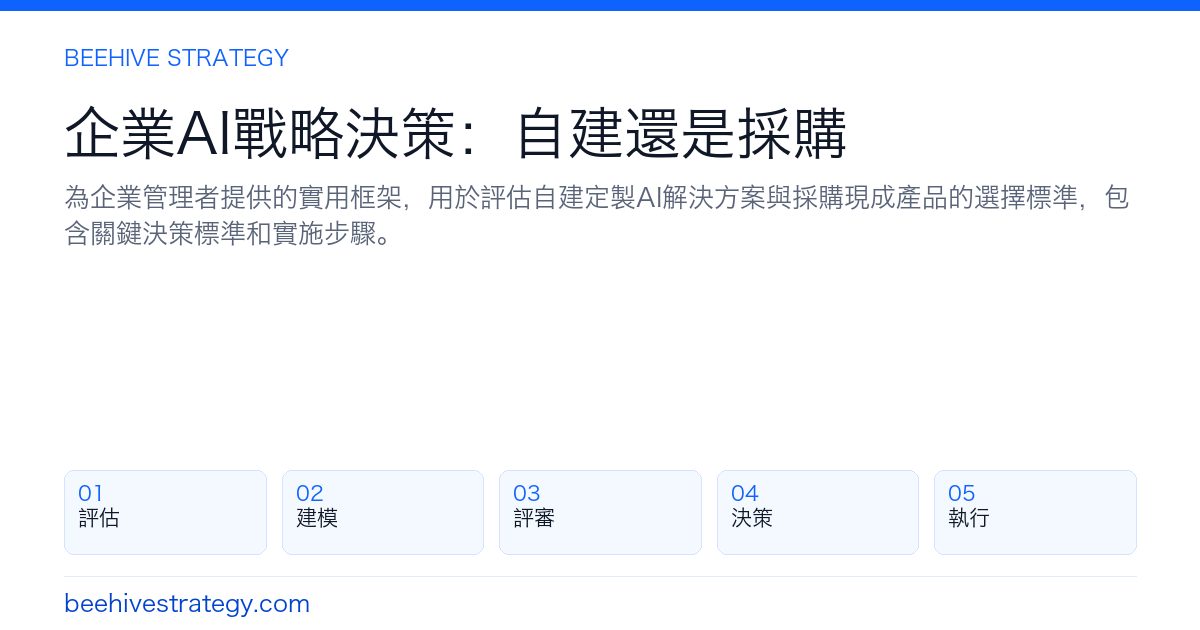 BEEHIVE STRATEGY
企業AI戰略決策：自建還是採購
為企業管理者提供的實用框架，用於評估自建定製AI解決方案與採購現成產品的選擇標準，包
含關鍵決策標準和實施步驟。
01
評估
02
建模
03
評審
04
決策
05
執行
beehivestrategy.com